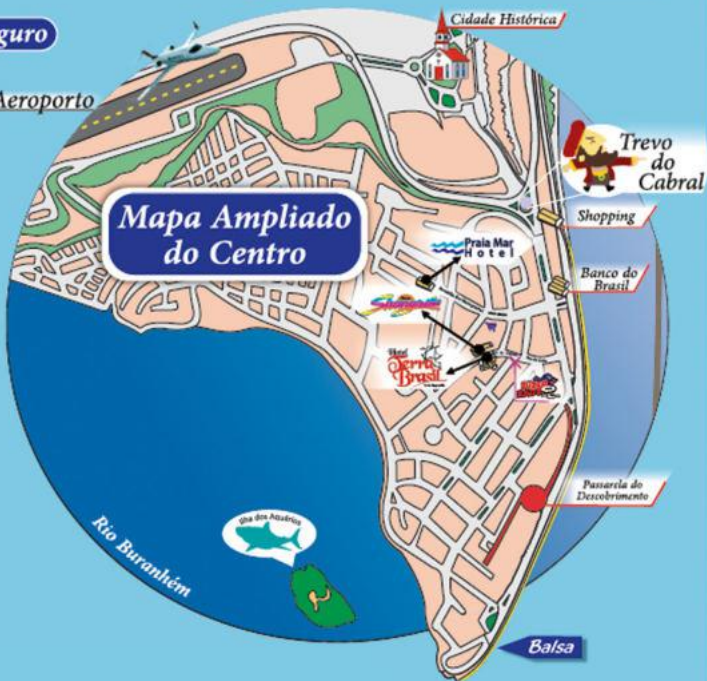 guro
Cidade Histórica
Aeroporto
Trevo
do
Cabral
Mapa Ampliado
do Centro
Shopping
Praia Mar
Hotel
Banco do
Brasil
Hotel
Terra
Brasil
Passarela do
Descobrimento
Ilha dos Aquários
Rio Buranhém
Balsa